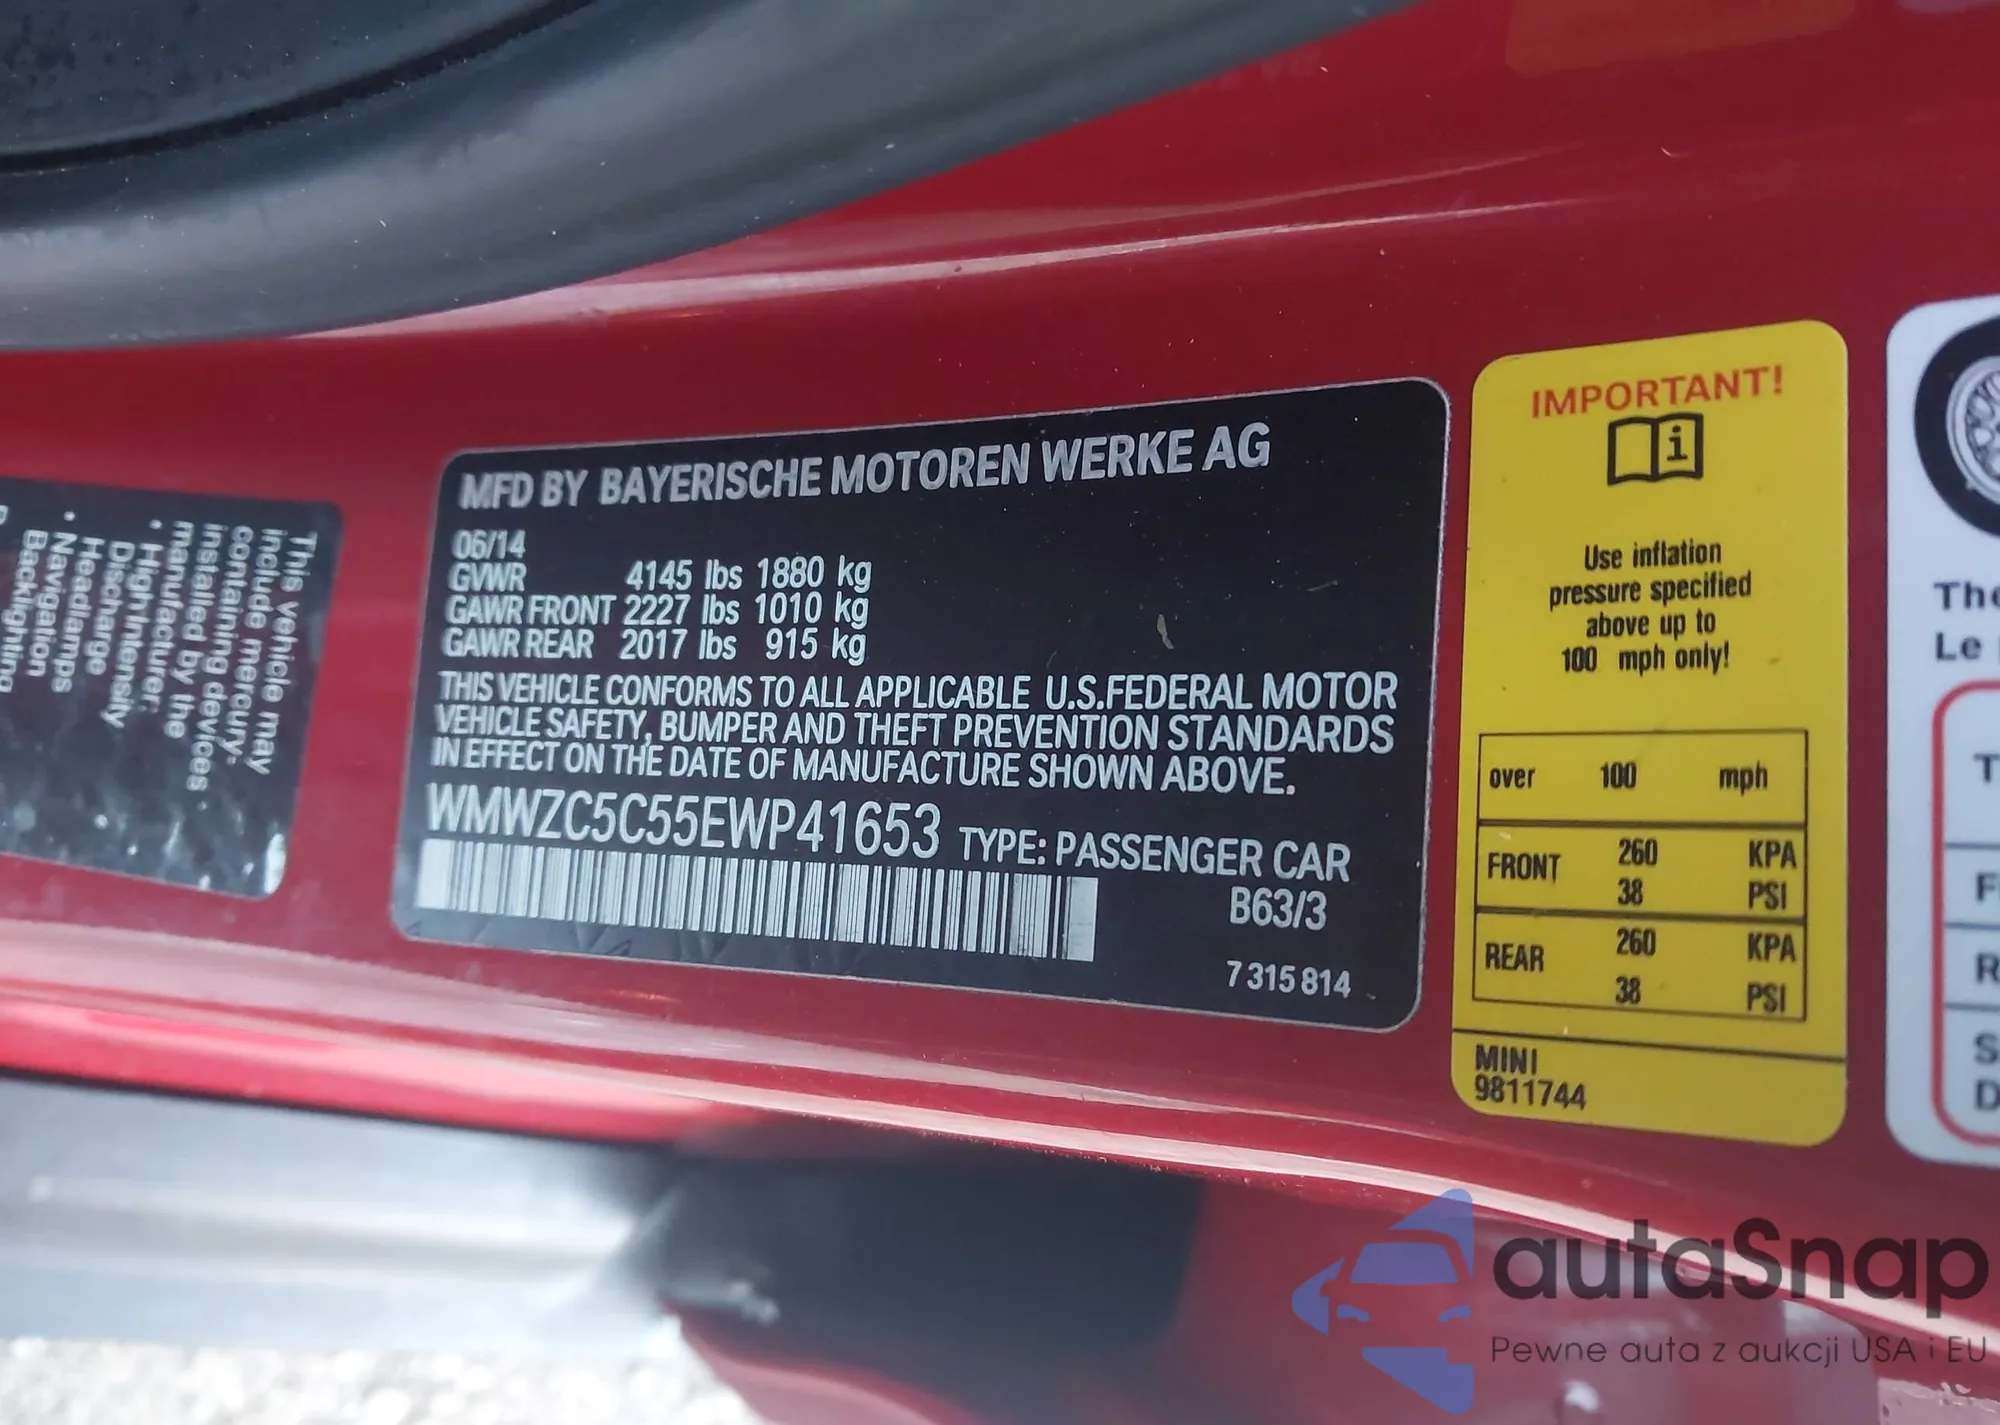 This vehicle may
include mercury-
containing devices
installed by the
manufacturer:
• High Intensity
Discharge
Headlamps
• Navigation
Backlighting
MFD BY BAYERISCHE MOTOREN WERKE AG
06/14
GVWR 4145 lbs 1880 kg
GAWR FRONT 2227 lbs 1010 kg
GAWR REAR 2017 lbs 915 kg
THIS VEHICLE CONFORMS TO ALL APPLICABLE U.S.FEDERAL MOTOR
VEHICLE SAFETY, BUMPER AND THEFT PREVENTION STANDARDS
IN EFFECT ON THE DATE OF MANUFACTURE SHOWN ABOVE.
WMWZC5C55EWP41653 TYPE: PASSENGER CAR
B63/3
7 315 814
IMPORTANT!
i
Use inflation
pressure specified
above up to
100 mph only!
over 100 mph
FRONT 260 KPA
38 PSI
REAR 260 KPA
38 PSI
MINI
9811744
The
Le
autaSnap
Pewne auta z aukcji USA i EU